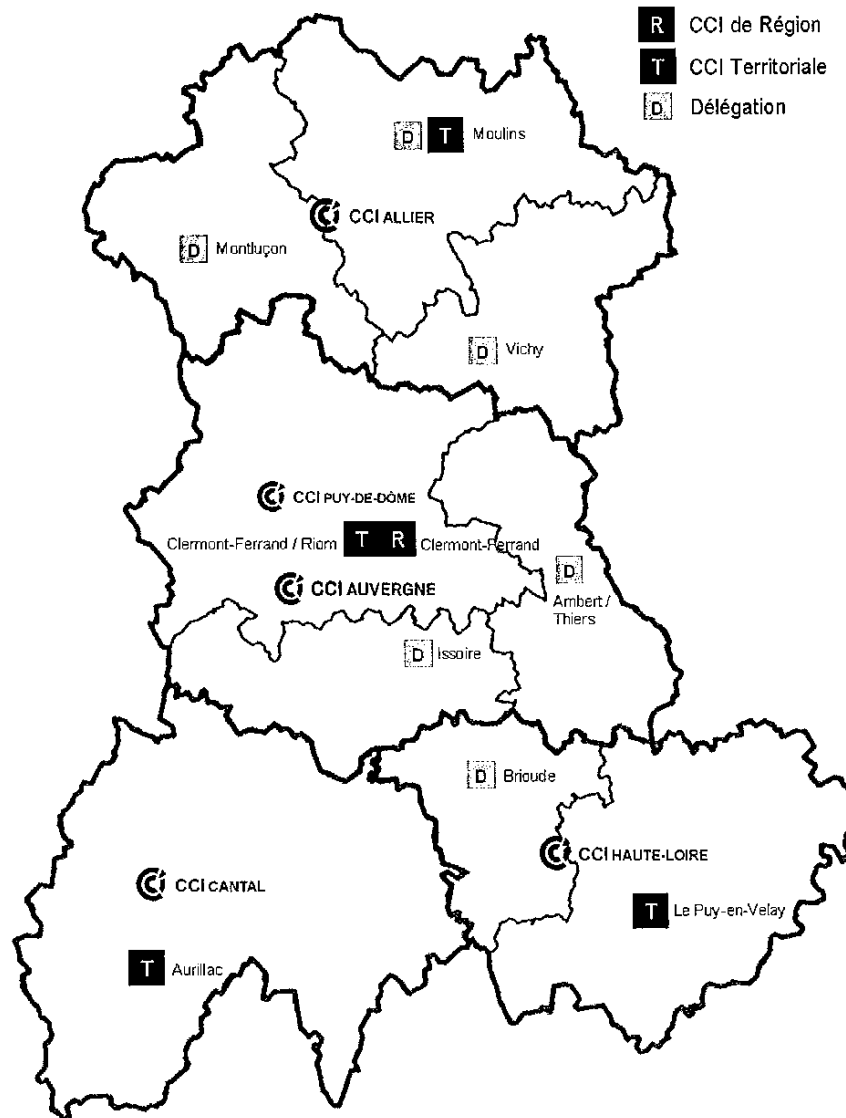 R CCI de Région
T CCI Territoriale
D Délégation
D T Moulins
CCI ALLIER
D Montluçon
D Vichy
CCI PUY-DE-DÔME
Clermont-Ferrand / Riom T R Clermont-Ferrand
D
Ambert /
Thiers
CCI AUVERGNE
D Issoire
D Brioude
CCI HAUTE-LOIRE
CCI CANTAL
T Le Puy-en-Velay
T Aurillac